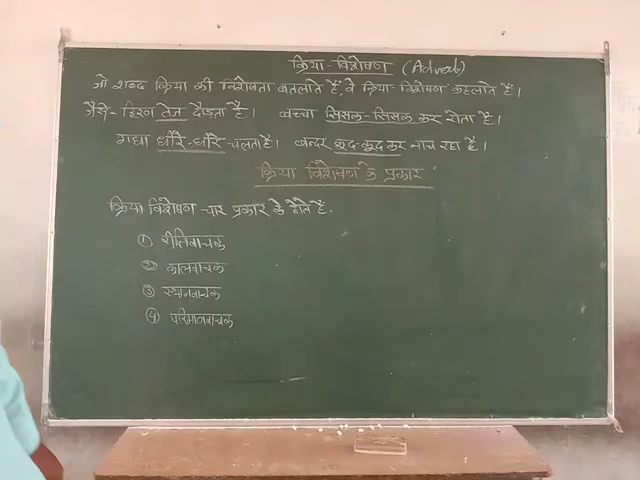 क्रिया-विशेषण (Adverb)
जो शब्द क्रिया की विशेषता बतलाते हैं, वे क्रिया विशेषण कहलाते हैं।
जैसे- हिरण तेज दौड़ता है। बच्चा सिसक-सिसक कर रोता है।
गधा धीरे-धीरे चलता है। बन्दर कूद-कूद कर नाच रहा है।
क्रिया विशेषण के प्रकार
क्रिया विशेषण चार प्रकार के होते हैं.
① रीतिवाचक
② कालवाचक
③ स्थानवाचक
④ परिमाणवाचक